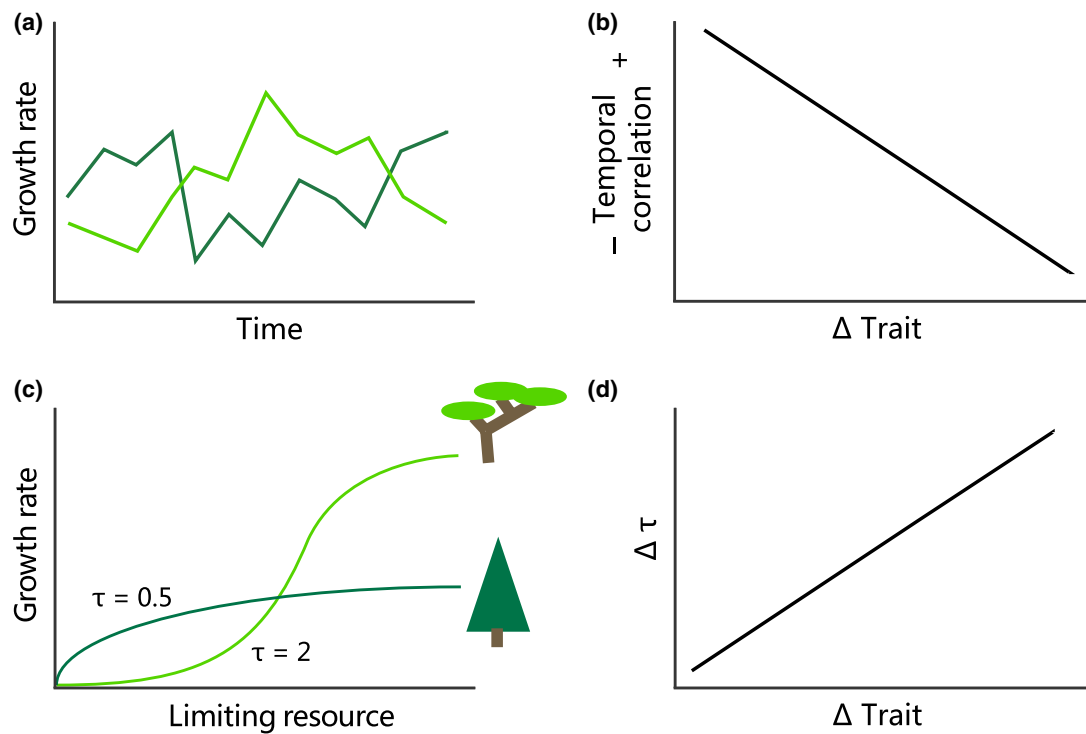 (a)
Growth rate
Time
(b)
− Temporal +
correlation
Δ Trait
(c)
Growth rate
τ = 0.5
τ = 2
Limiting resource
(d)
Δ τ
Δ Trait